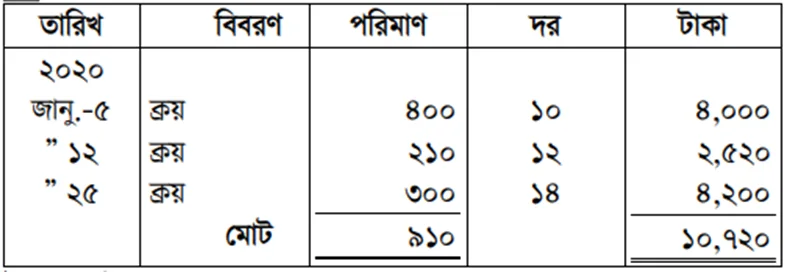 তারিখ বিবরণ পরিমাণ দর টাকা
২০২০
জানু.-৫ ক্রয় ৪০০ ১০ ৪,০০০
” ১২ ক্রয় ২১০ ১২ ২,৫২০
” ২৫ ক্রয় ৩০০ ১৪ ৪,২০০
মোট ৯১০ ১০,৭২০